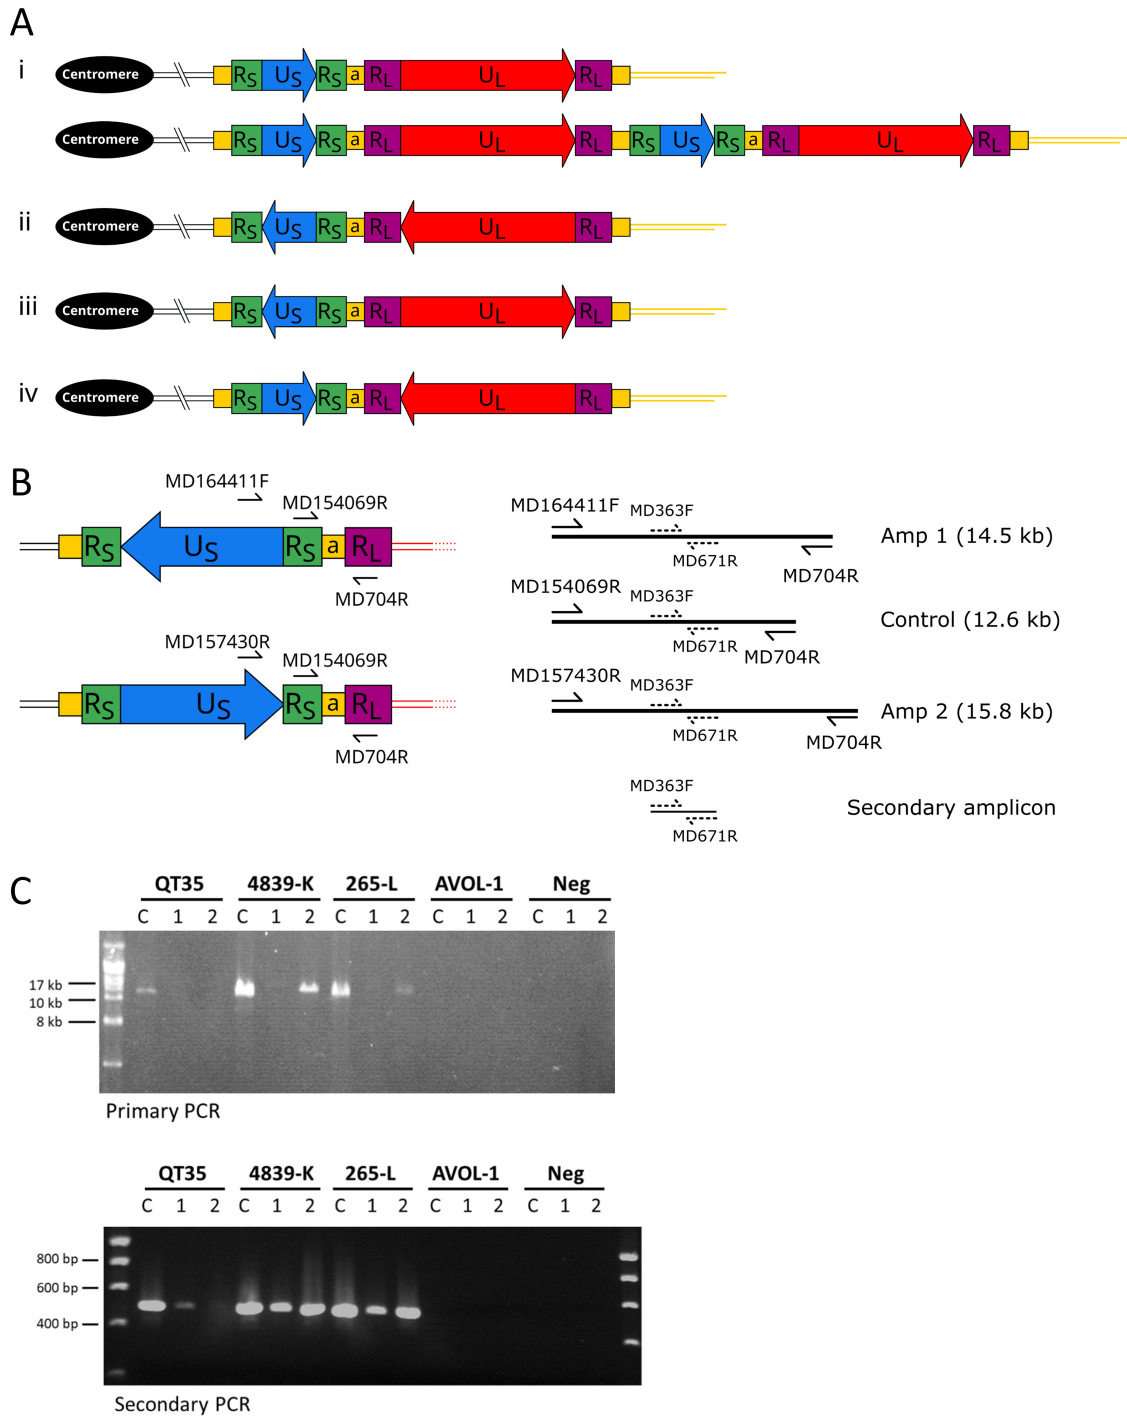 A
i Centromere RS US RS a RL UL RL
Centromere RS US RS a RL UL RL RS US RS a RL UL RL
ii Centromere RS US RS a RL UL RL
iii Centromere RS US RS a RL UL RL
iv Centromere RS US RS a RL UL RL
B
MD164411F
MD154069R
RS US RS a RL
MD704R
MD157430R
MD154069R
RS US RS a RL
MD704R
MD164411F
MD363F
Amp 1 (14.5 kb)
MD671R
MD704R
MD154069R
MD363F
Control (12.6 kb)
MD671R
MD704R
MD157430R
MD363F
Amp 2 (15.8 kb)
MD671R
MD704R
MD363F
Secondary amplicon
MD671R
C
QT35 4839-K 265-L AVOL-1 Neg
C 1 2 C 1 2 C 1 2 C 1 2 C 1 2
17 kb
10 kb
8 kb
Primary PCR
QT35 4839-K 265-L AVOL-1 Neg
C 1 2 C 1 2 C 1 2 C 1 2 C 1 2
800 bp
600 bp
400 bp
Secondary PCR